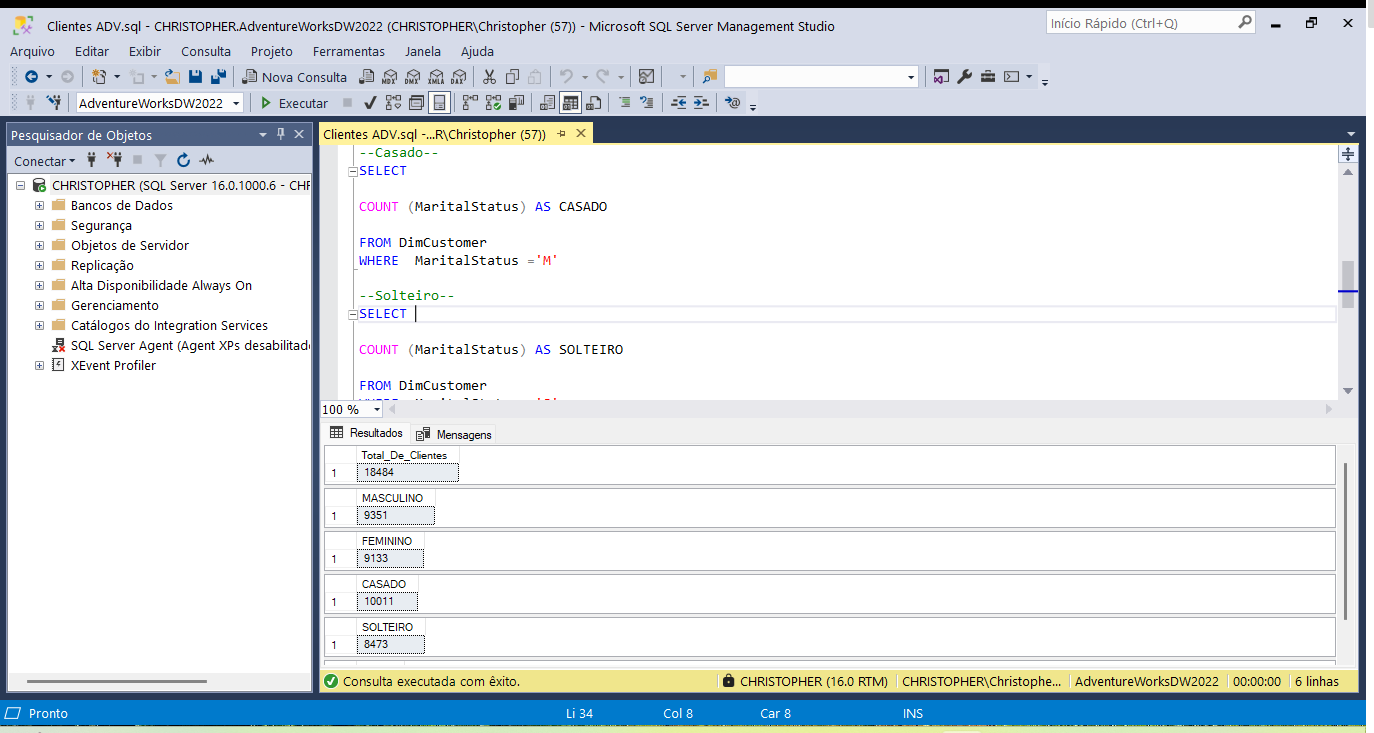 Clientes ADV.sql - CHRISTOPHER.AdventureWorksDW2022 (CHRISTOPHER\Christopher (57)) - Microsoft SQL Server Management Studio
Início Rápido (Ctrl+Q)
Arquivo Editar Exibir Consulta Projeto Ferramentas Janela Ajuda
Nova Consulta MDX DMX XMLA DAX
AdventureWorksDW2022 Executar
Pesquisador de Objetos
Conectar
CHRISTOPHER (SQL Server 16.0.1000.6 - CHR
Bancos de Dados
Segurança
Objetos de Servidor
Replicação
Alta Disponibilidade Always On
Gerenciamento
Catálogos do Integration Services
SQL Server Agent (Agent XPs desabilitado
XEvent Profiler
Clientes ADV.sql -...R\Christopher (57))
--Casado--
SELECT
COUNT (MaritalStatus) AS CASADO
FROM DimCustomer
WHERE MaritalStatus ='M'
--Solteiro--
SELECT
COUNT (MaritalStatus) AS SOLTEIRO
FROM DimCustomer
100 %
Resultados Mensagens
Total_De_Clientes
1 18484
MASCULINO
1 9351
FEMININO
1 9133
CASADO
1 10011
SOLTEIRO
1 8473
Consulta executada com êxito. CHRISTOPHER (16.0 RTM) CHRISTOPHER\Christophe... AdventureWorksDW2022 00:00:00 6 linhas
Pronto Li 34 Col 8 Car 8 INS